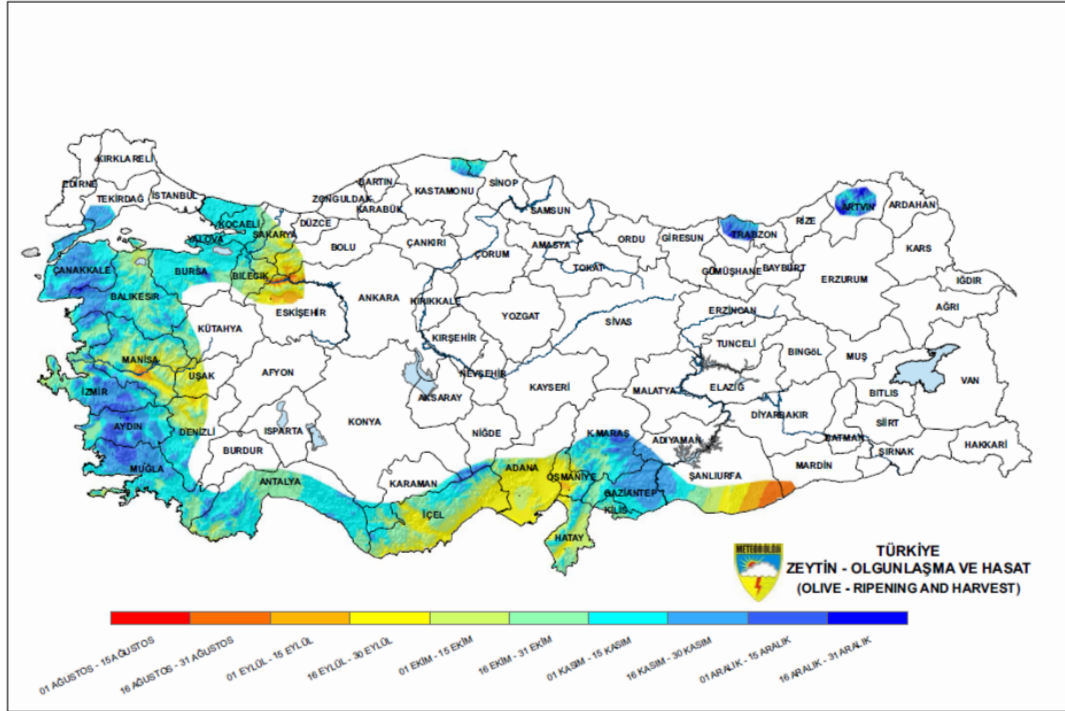 KIRKLARELİ
EDİRNE
TEKİRDAĞ
İSTANBUL
KOCAELİ
YALOVA
SAKARYA
DÜZCE
BOLU
ZONGULDAK
BARTIN
KARABÜK
KASTAMONU
SİNOP
SAMSUN
ÇANKIRI
ÇORUM
AMASYA
TOKAT
ORDU
GİRESUN
TRABZON
RİZE
ARTVİN
ARDAHAN
KARS
GÜMÜŞHANE
BAYBURT
ERZURUM
IĞDIR
AĞRI
ÇANAKKALE
BALIKESİR
BURSA
BİLECİK
ESKİŞEHİR
KÜTAHYA
ANKARA
KIRIKKALE
YOZGAT
SİVAS
ERZİNCAN
TUNCELİ
BİNGÖL
MUŞ
VAN
BİTLİS
MANİSA
UŞAK
AFYON
KIRŞEHİR
NEVŞEHİR
KAYSERİ
MALATYA
ELAZIĞ
DİYARBAKIR
SİİRT
BATMAN
ŞIRNAK
HAKKARİ
MARDİN
İZMİR
AYDIN
DENİZLİ
MUĞLA
BURDUR
ISPARTA
KONYA
AKSARAY
NİĞDE
K.MARAŞ
ADIYAMAN
ŞANLIURFA
ANTALYA
KARAMAN
İÇEL
ADANA
OSMANİYE
GAZİANTEP
KİLİS
HATAY
METEOROLOJİ
TÜRKİYE
ZEYTİN - OLGUNLAŞMA VE HASAT
(OLIVE - RIPENING AND HARVEST)
01 AĞUSTOS - 15 AĞUSTOS
16 AĞUSTOS - 31 AĞUSTOS
01 EYLÜL - 15 EYLÜL
16 EYLÜL - 30 EYLÜL
01 EKİM - 15 EKİM
16 EKİM - 31 EKİM
01 KASIM - 15 KASIM
16 KASIM - 30 KASIM
01 ARALIK - 15 ARALIK
16 ARALIK - 31 ARALIK